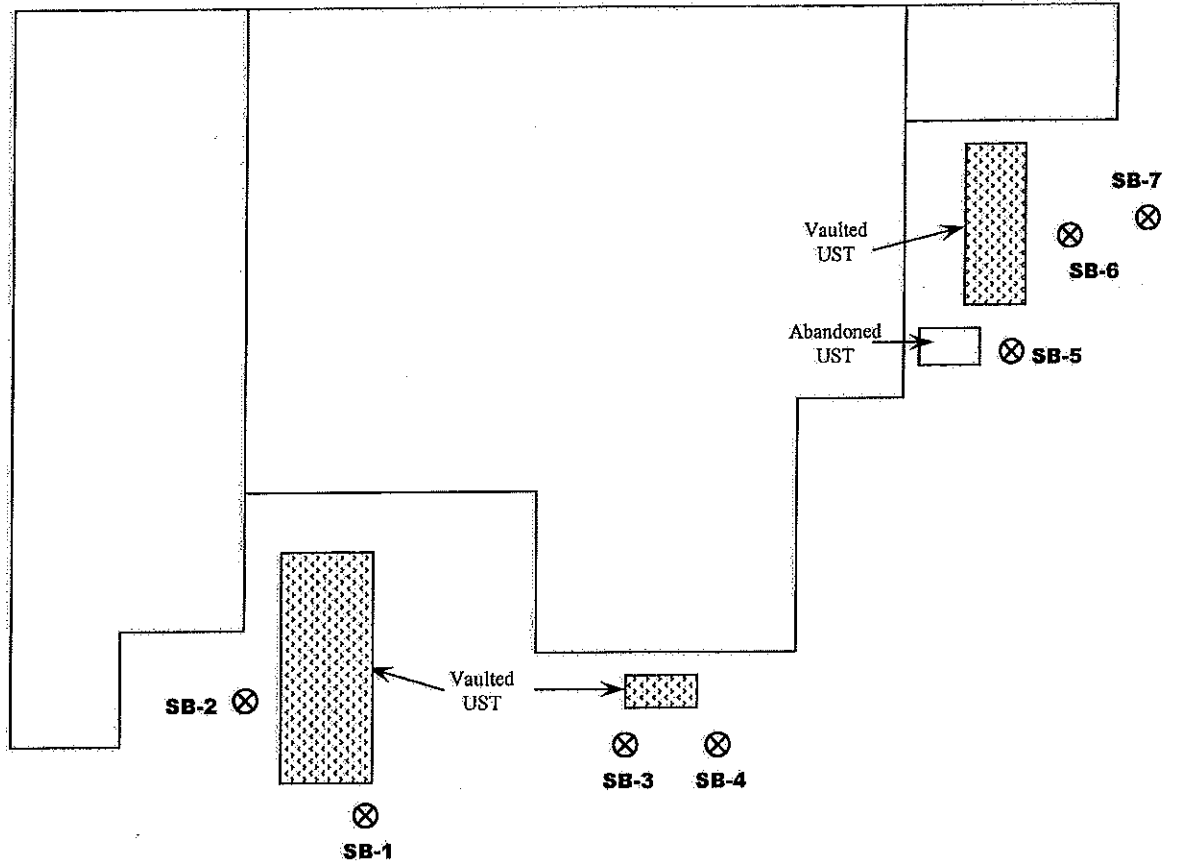 SB-7
Vaulted
UST
SB-6
Abandoned
UST
SB-5
Vaulted
UST
SB-2
SB-3
SB-4
SB-1